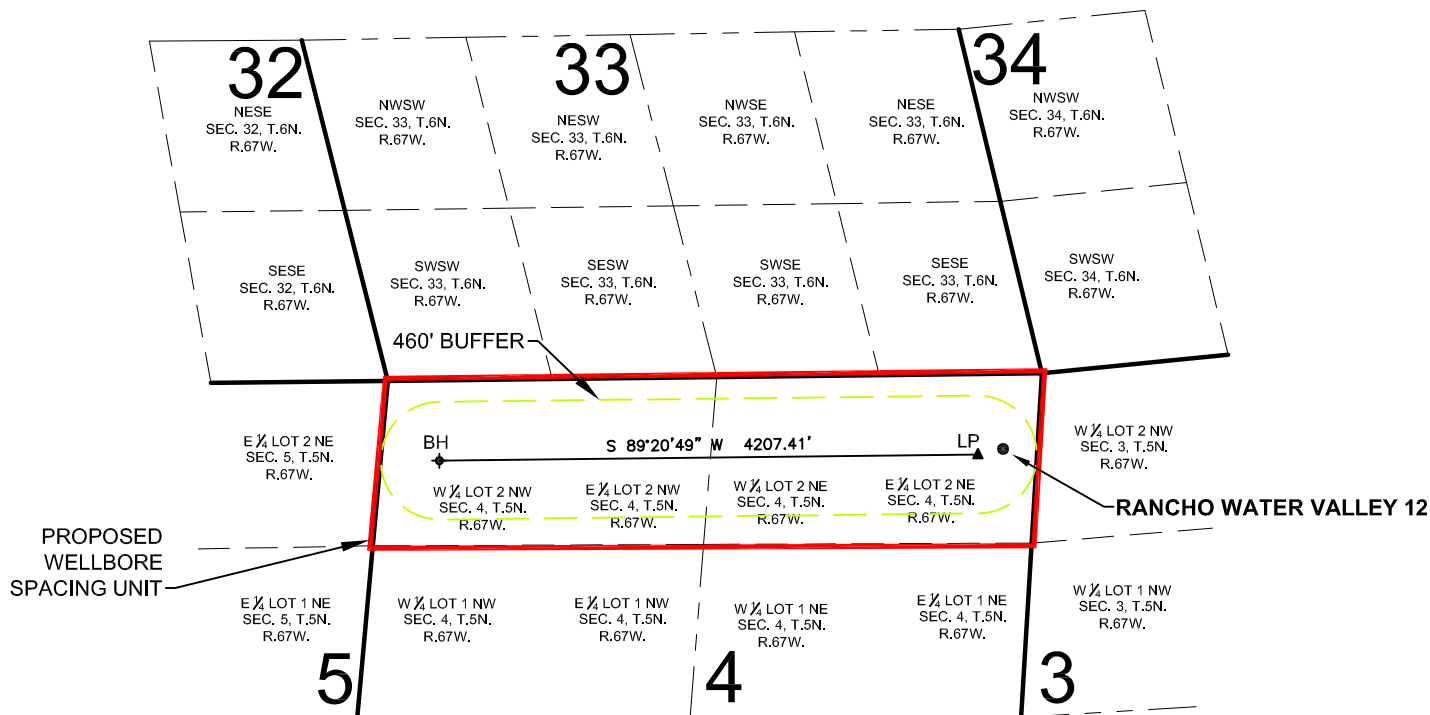 32
33
34
NESE
SEC. 32, T.6N.
R.67W.
NWSW
SEC. 33, T.6N.
R.67W.
NESW
SEC. 33, T.6N.
R.67W.
NWSE
SEC. 33, T.6N.
R.67W.
NESE
SEC. 33, T.6N.
R.67W.
NWSW
SEC. 34, T.6N.
R.67W.
SESE
SEC. 32, T.6N.
R.67W.
SWSW
SEC. 33, T.6N.
R.67W.
SESW
SEC. 33, T.6N.
R.67W.
SWSE
SEC. 33, T.6N.
R.67W.
SESE
SEC. 33, T.6N.
R.67W.
SWSW
SEC. 34, T.6N.
R.67W.
460' BUFFER
E ¼ LOT 2 NE
SEC. 5, T.5N.
R.67W.
BH
S 89°20'49" W 4207.41'
LP
W ¼ LOT 2 NW
SEC. 3, T.5N.
R.67W.
W ¼ LOT 2 NW
SEC. 4, T.5N.
R.67W.
E ¼ LOT 2 NW
SEC. 4, T.5N.
R.67W.
W ¼ LOT 2 NE
SEC. 4, T.5N.
R.67W.
E ¼ LOT 2 NE
SEC. 4, T.5N.
R.67W.
RANCHO WATER VALLEY 12
PROPOSED
WELLBORE
SPACING UNIT
E ¼ LOT 1 NE
SEC. 5, T.5N.
R.67W.
W ¼ LOT 1 NW
SEC. 4, T.5N.
R.67W.
E ¼ LOT 1 NW
SEC. 4, T.5N.
R.67W.
W ¼ LOT 1 NE
SEC. 4, T.5N.
R.67W.
E ¼ LOT 1 NE
SEC. 4, T.5N.
R.67W.
W ¼ LOT 1 NW
SEC. 3, T.5N.
R.67W.
5
4
3